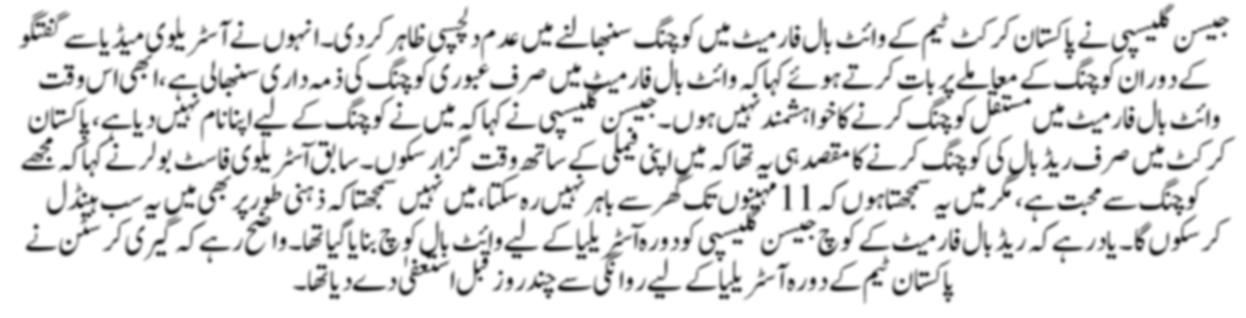 جیسن گلیسپی نے پاکستان کرکٹ ٹیم کے وائٹ بال فارمیٹ میں کوچنگ سنبھالنے میں عدم دلچسپی ظاہر کردی۔ انہوں نے آسٹریلوی میڈیا سے گفتگو
کے دوران کوچنگ کے معاملے پر بات کرتے ہوئے کہا کہ وائٹ بال فارمیٹ میں صرف عبوری کوچنگ کی ذمہ داری سنبھالی ہے، ابھی اس وقت
وائٹ بال فارمیٹ میں مستقل کوچنگ کرنے کا خواہشمند نہیں ہوں۔ جیسن گلیسپی نے کہا کہ میں نے کوچنگ کے لیے اپنا نام نہیں دیا ہے، پاکستان
کرکٹ میں صرف ریڈ بال کی کوچنگ کرنے کا مقصد ہی یہ تھا کہ میں اپنی فیملی کے ساتھ وقت گزار سکوں۔ سابق آسٹریلوی فاسٹ بولر نے کہا کہ مجھے
کوچنگ سے محبت ہے، مگر میں یہ سمجھتا ہوں کہ 11 مہینوں تک گھر سے باہر نہیں رہ سکتا، میں نہیں سمجھتا کہ ذہنی طور پر بھی میں یہ سب ہینڈل
کر سکوں گا۔ یاد رہے کہ ریڈ بال فارمیٹ کے کوچ جیسن گلیسپی کو دورہ آسٹریلیا کے لیے وائٹ بال کوچ بنایا گیا تھا۔ واضح رہے کہ گیری کرسٹن نے
پاکستان ٹیم کے دورہ آسٹریلیا کے لیے روانگی سے چند روز قبل استعفیٰ دے دیا تھا۔